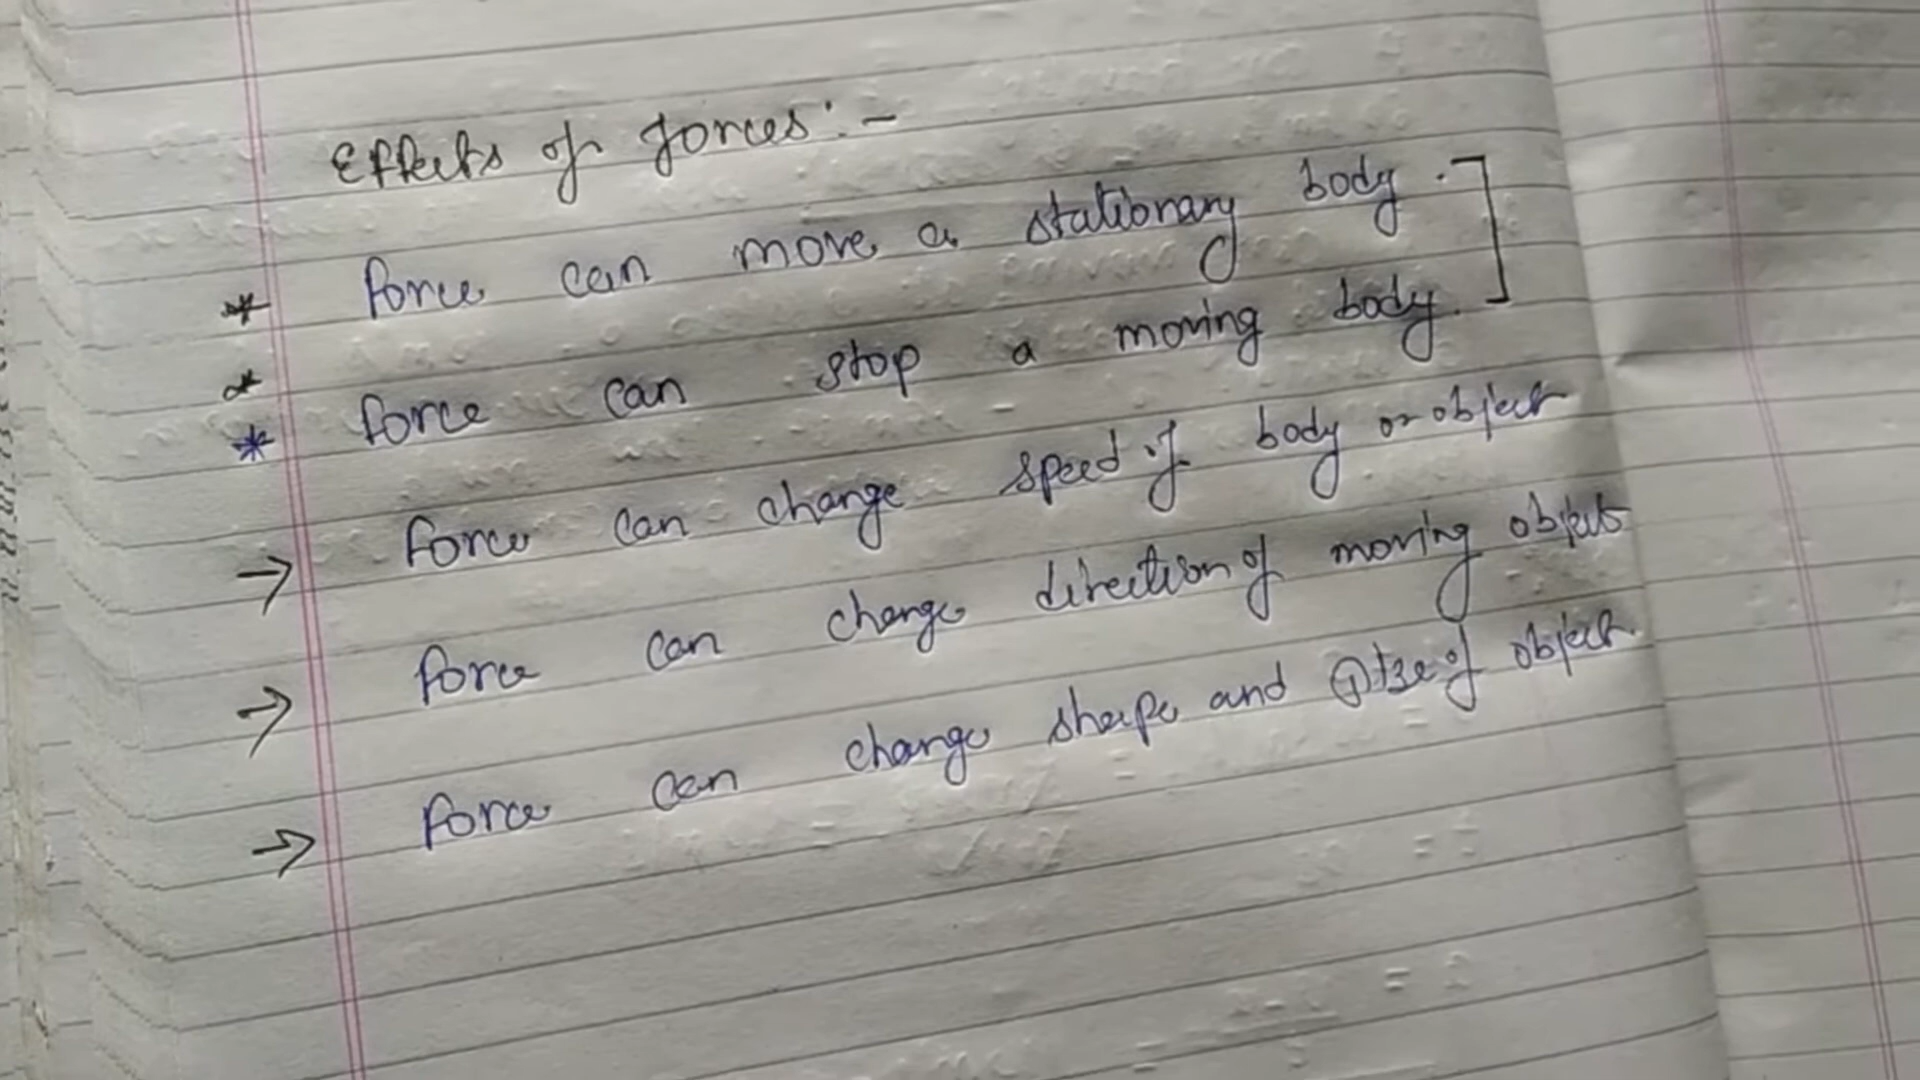 Effects of forces :-
* Force can move a stationary body.
* Force can stop a moving body.
*
→ Force can change speed of body or object
→ Force can change direction of moving objects
→ Force can change shape and size of object